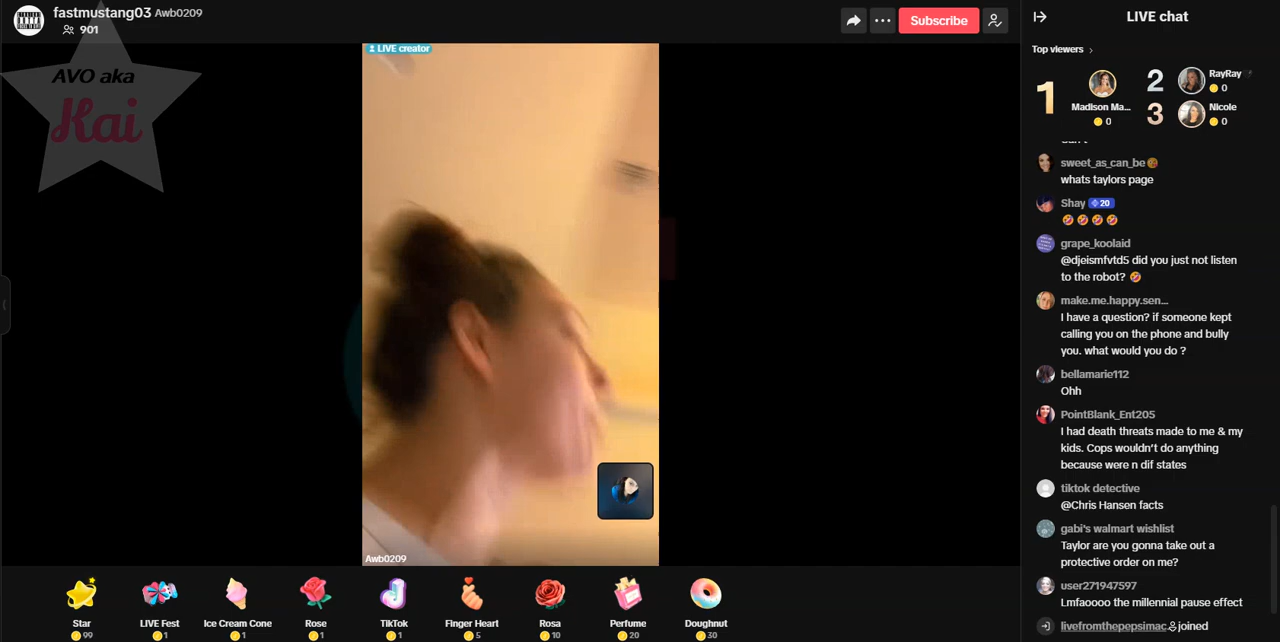 fastmustang03 Awb0209
901
Subscribe
AVO aka
Kai
LIVE creator
Awb0209
Star
99
LIVE Fest
1
Ice Cream Cone
1
Rose
1
TikTok
1
Finger Heart
5
Rosa
10
Perfume
20
Doughnut
30
LIVE chat
Top viewers
1
Madison Ma...
0
2
RayRay
0
3
Nicole
0
sweet_as_can_be
whats taylors page
Shay 20
🤣 🤣 🤣 🤣
grape_koolaid
@djeismfvtd5 did you just not listen
to the robot? 🤣
make.me.happy.sen...
I have a question? if someone kept
calling you on the phone and bully
you. what would you do ?
bellamarie112
Ohh
PointBlank_Ent205
I had death threats made to me & my
kids. Cops wouldn't do anything
because were n dif states
tiktok detective
@Chris Hansen facts
gabi's walmart wishlist
Taylor are you gonna take out a
protective order on me?
user271947597
Lmfaoooo the millennial pause effect
livefromthepepsimac joined